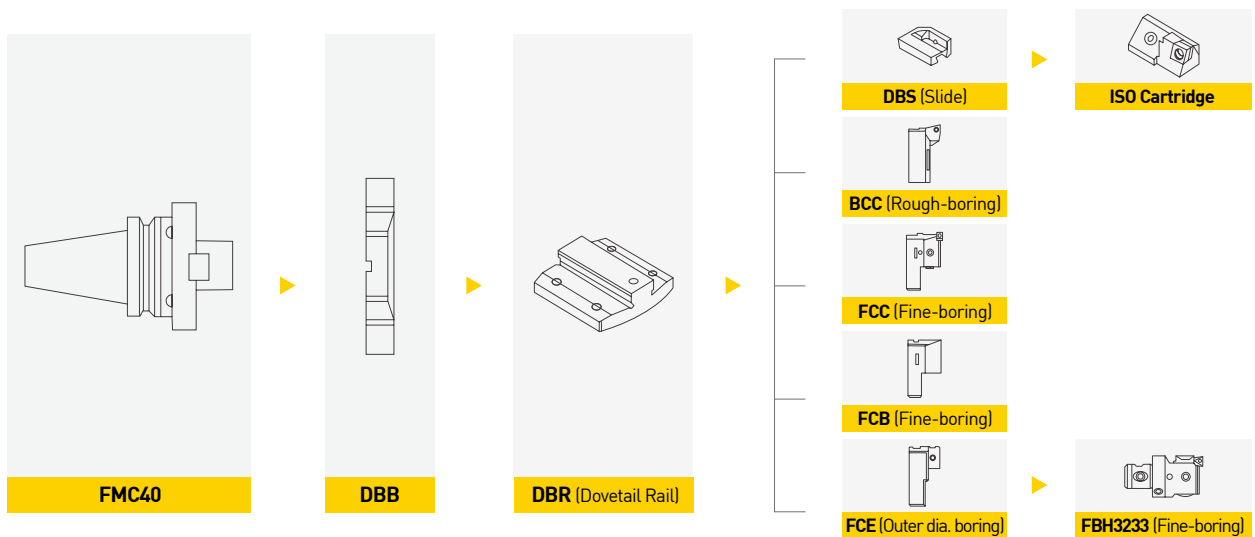 DBS (Slide)
ISO Cartridge
BCC (Rough-boring)
FCC (Fine-boring)
FCB (Fine-boring)
FMC40
DBB
DBR (Dovetail Rail)
FCE (Outer dia. boring)
FBH3233 (Fine-boring)